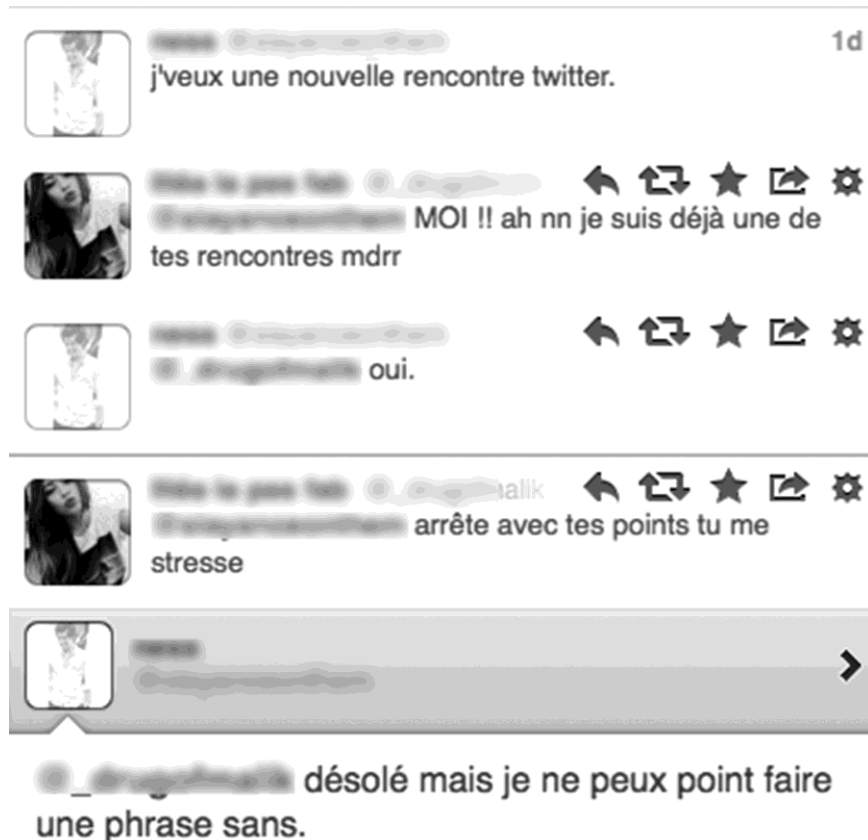 1d
j'veux une nouvelle rencontre twitter.
MOI !! ah nn je suis déjà une de
tes rencontres mdrr
oui.
alik
arrête avec tes points tu me
stresse
désolé mais je ne peux point faire
une phrase sans.